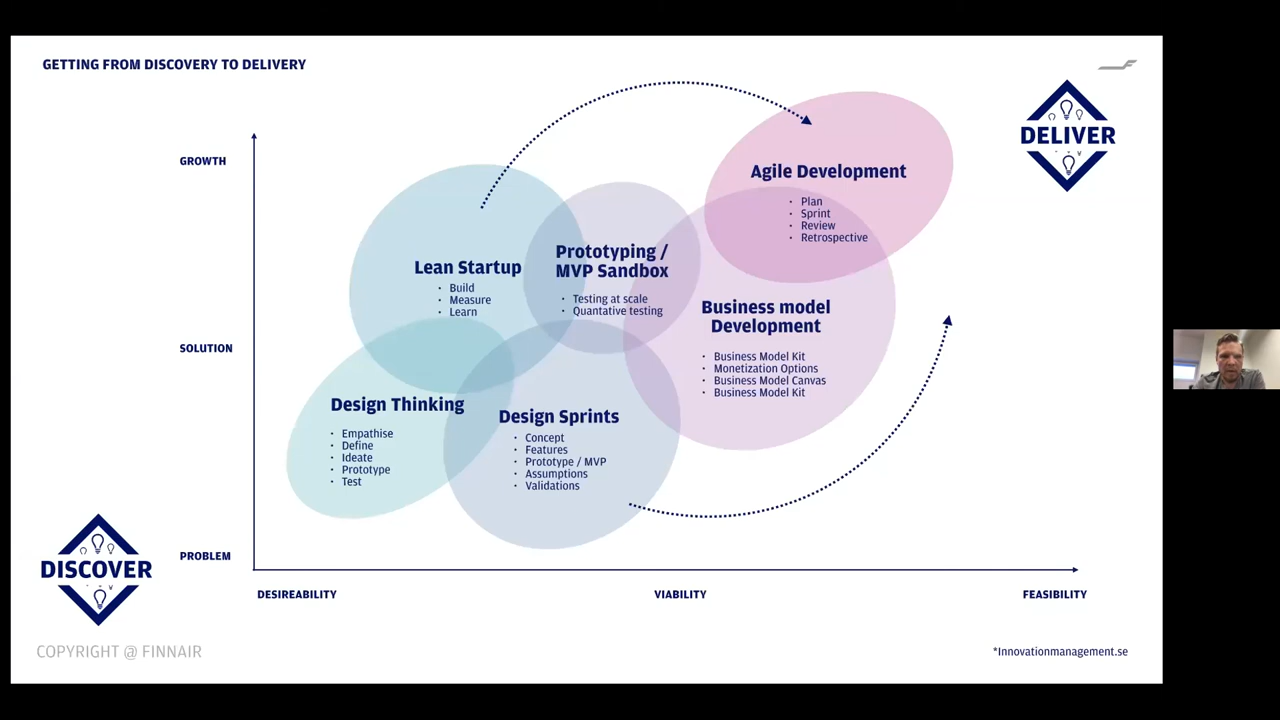 GETTING FROM DISCOVERY TO DELIVERY
DELIVER
GROWTH
Agile Development
• Plan
• Sprint
• Review
• Retrospective
Prototyping /
MVP Sandbox
• Testing at scale
• Quantative testing
Lean Startup
• Build
• Measure
• Learn
Business model
Development
• Business Model Kit
• Monetization Options
• Business Model Canvas
• Business Model Kit
SOLUTION
Design Thinking
• Empathise
• Define
• Ideate
• Prototype
• Test
Design Sprints
• Concept
• Features
• Prototype / MVP
• Assumptions
• Validations
PROBLEM
DISCOVER
DESIREABILITY
VIABILITY
FEASIBILITY
COPYRIGHT @ FINNAIR
*Innovationmanagement.se